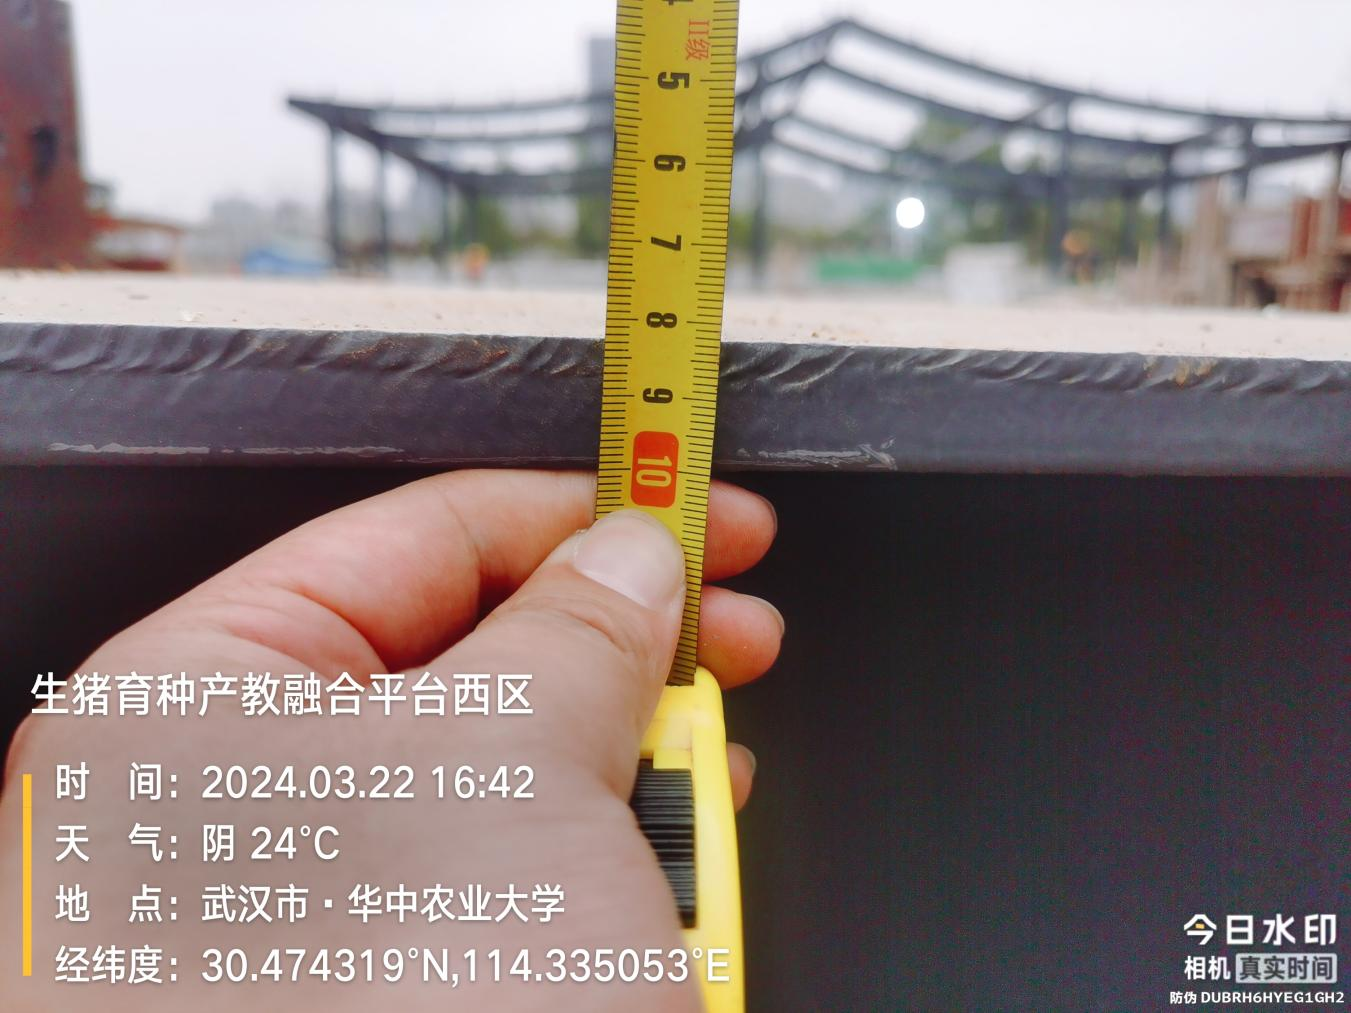 4
II级
5
6
7
8
9
10
生猪育种产教融合平台西区
时 间：2024.03.22 16:42
天 气：阴 24°C
地 点：武汉市·华中农业大学
经纬度：30.474319°N,114.335053°E
今日水印
相机 真实时间
防伪 DUBRH6HYEG1GH2